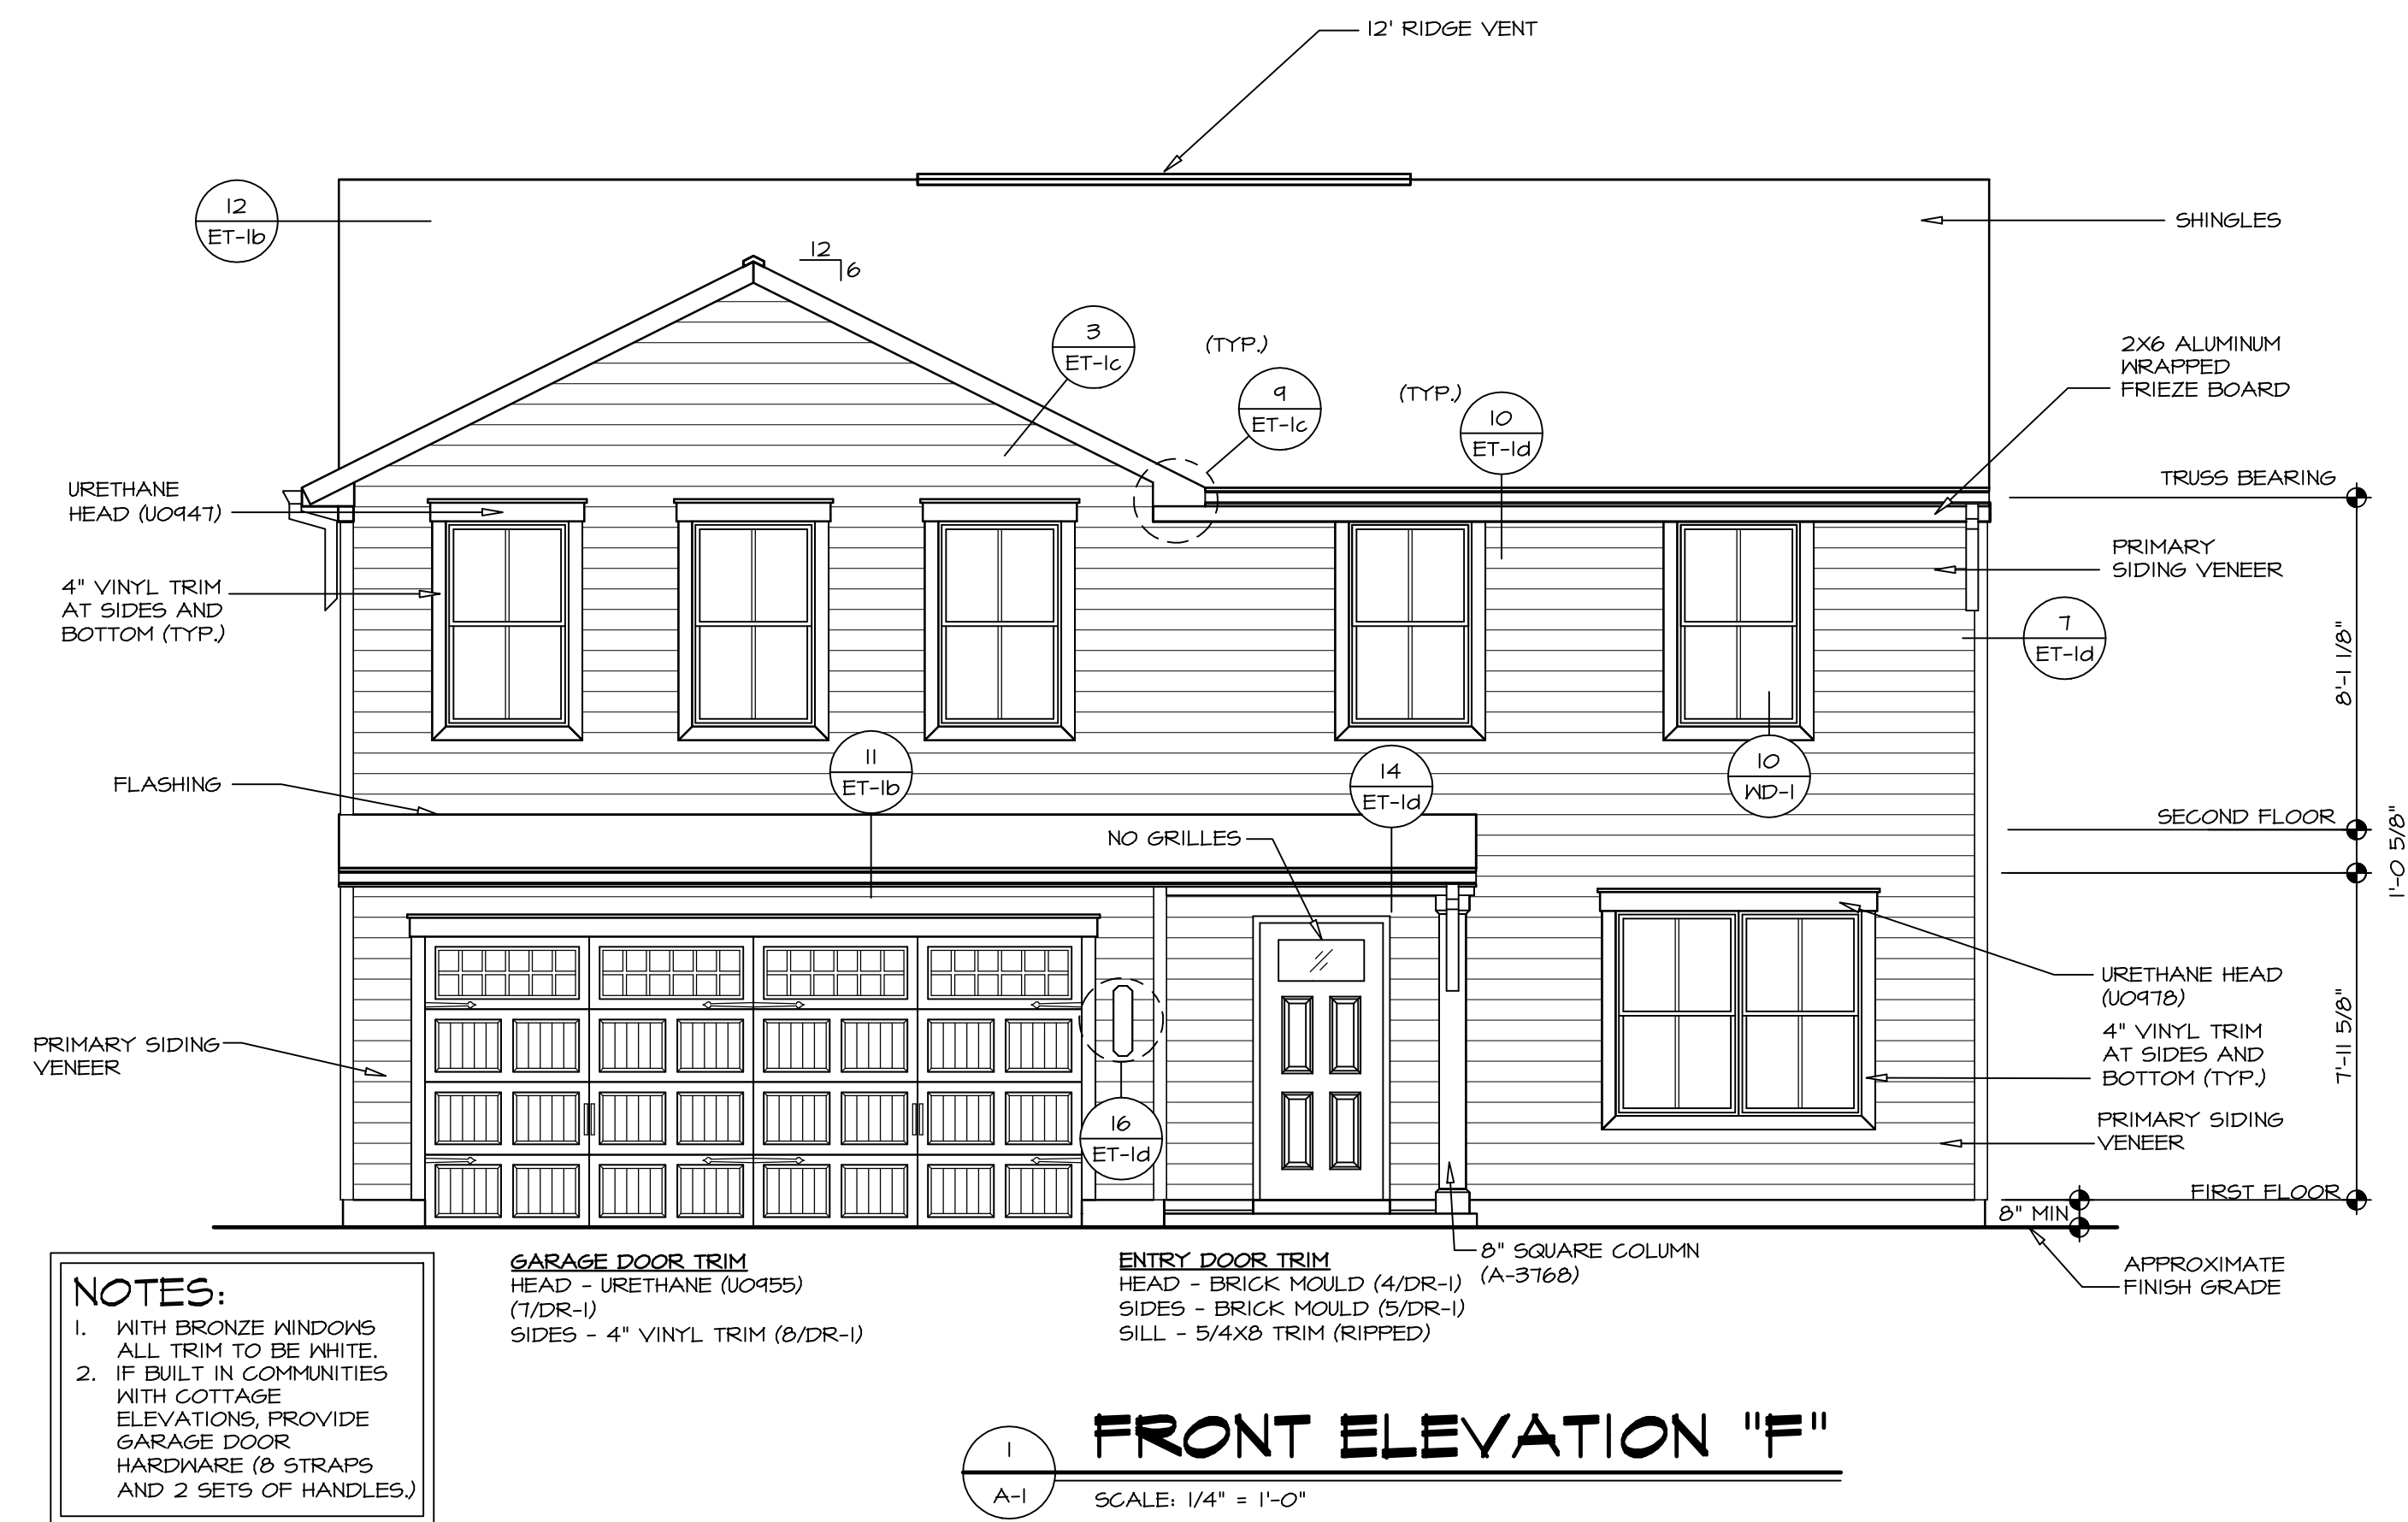 12' RIDGE VENT
12
ET-1b
SHINGLES
12
6
3
ET-1c
(TYP.)
9
ET-1c
(TYP.)
10
ET-1d
2X6 ALUMINUM
WRAPPED
FRIEZE BOARD
TRUSS BEARING
URETHANE
HEAD (U0947)
PRIMARY
SIDING VENEER
4" VINYL TRIM
AT SIDES AND
BOTTOM (TYP.)
7
ET-1d
8'-1 1/8"
FLASHING
11
ET-1b
14
ET-1d
10
WD-1
NO GRILLES
SECOND FLOOR
1'-0 5/8"
URETHANE HEAD
(U0978)
4" VINYL TRIM
AT SIDES AND
BOTTOM (TYP.)
7'-11 5/8"
PRIMARY SIDING
VENEER
16
ET-1d
PRIMARY SIDING
VENEER
FIRST FLOOR
8" MIN
APPROXIMATE
FINISH GRADE
8" SQUARE COLUMN
(A-3768)
GARAGE DOOR TRIM
HEAD - URETHANE (U0955)
(7/DR-1)
SIDES - 4" VINYL TRIM (8/DR-1)
ENTRY DOOR TRIM
HEAD - BRICK MOULD (4/DR-1)
SIDES - BRICK MOULD (5/DR-1)
SILL - 5/4X8 TRIM (RIPPED)
NOTES:
1. WITH BRONZE WINDOWS
ALL TRIM TO BE WHITE.
2. IF BUILT IN COMMUNITIES
WITH COTTAGE
ELEVATIONS, PROVIDE
GARAGE DOOR
HARDWARE (8 STRAPS
AND 2 SETS OF HANDLES.)
1
A-1
FRONT ELEVATION "F"
SCALE: 1/4" = 1'-0"